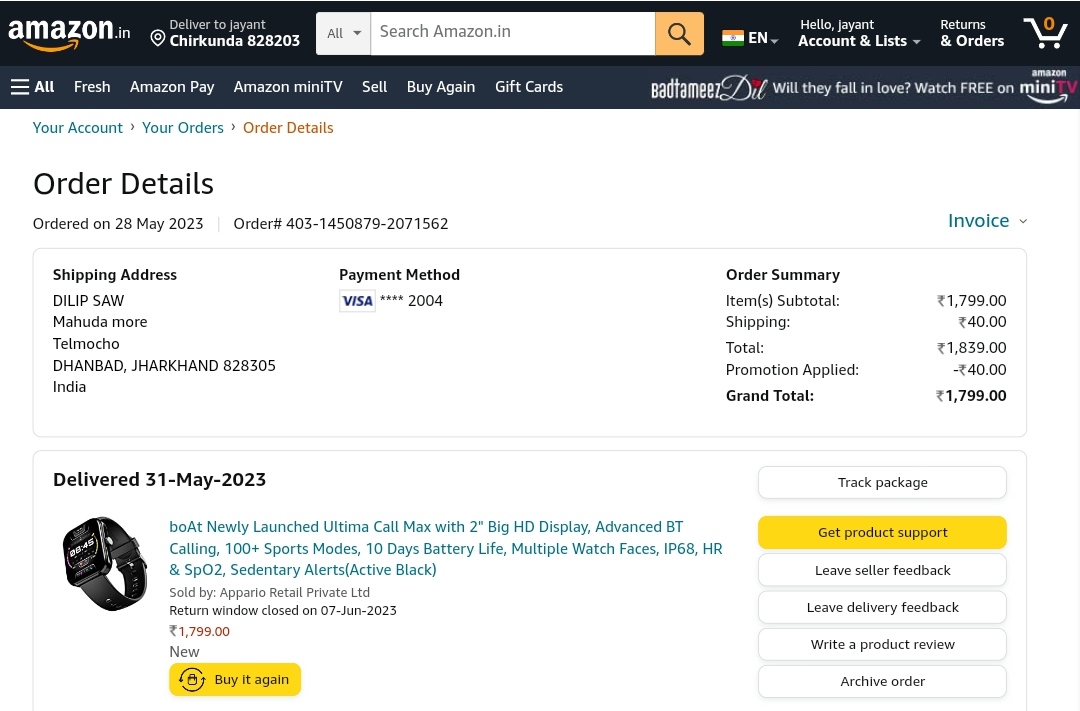 amazon.in
Deliver to jayant
Chirkunda 828203
All
Search Amazon.in
EN
Hello, jayant
Account & Lists
Returns
& Orders
0
All Fresh Amazon Pay Amazon miniTV Sell Buy Again Gift Cards
badtameez Dil Will they fall in love? Watch FREE on amazon miniTV
Your Account › Your Orders › Order Details
Order Details
Ordered on 28 May 2023 | Order# 403-1450879-2071562
Invoice
Shipping Address
DILIP SAW
Mahuda more
Telmocho
DHANBAD, JHARKHAND 828305
India
Payment Method
VISA **** 2004
Order Summary
Item(s) Subtotal: ₹1,799.00
Shipping: ₹40.00
Total: ₹1,839.00
Promotion Applied: -₹40.00
Grand Total: ₹1,799.00
Delivered 31-May-2023
08:45
boAt Newly Launched Ultima Call Max with 2" Big HD Display, Advanced BT
Calling, 100+ Sports Modes, 10 Days Battery Life, Multiple Watch Faces, IP68, HR
& SpO2, Sedentary Alerts(Active Black)
Sold by: Appario Retail Private Ltd
Return window closed on 07-Jun-2023
₹1,799.00
New
Buy it again
Track package
Get product support
Leave seller feedback
Leave delivery feedback
Write a product review
Archive order